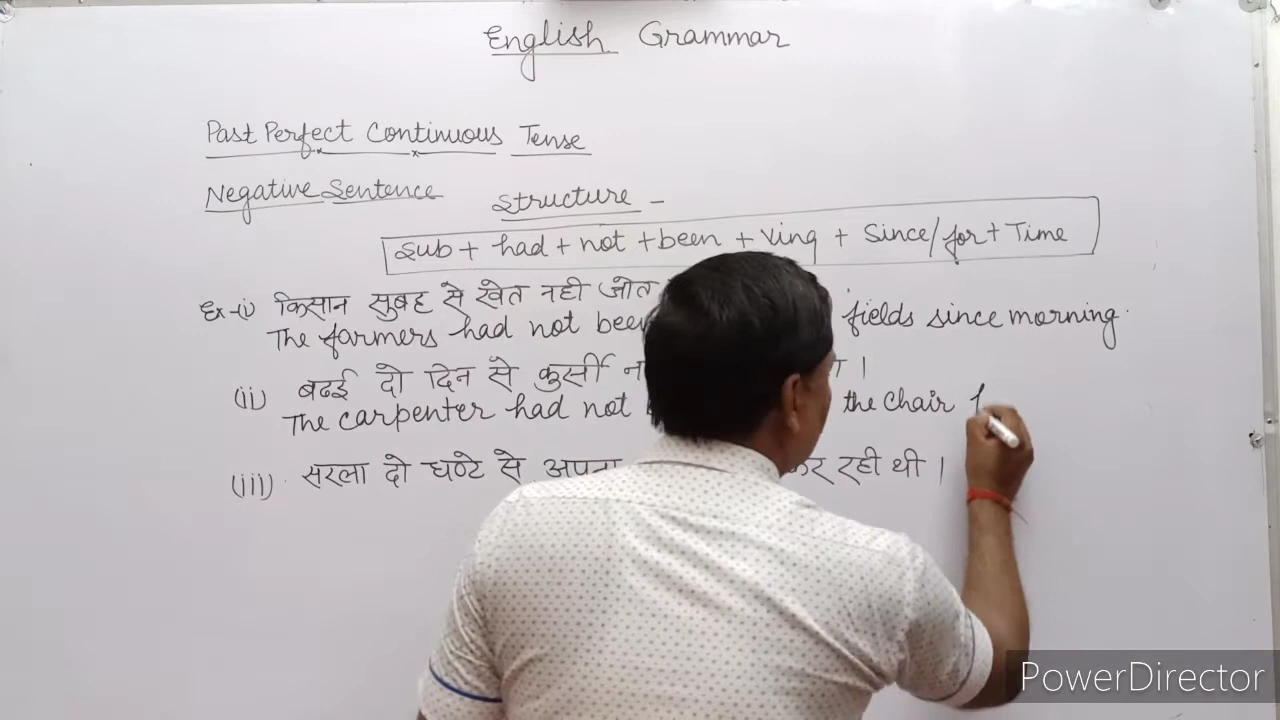 English Grammar
Past Perfect Continuous Tense
Negative Sentence Structure -
Sub + had + not + been + Ving + Since/for + Time
Ex-(i) किसान सुबह से खेत नही जोत
The farmers had not been fields since morning.
(ii) बढई दो दिन से कुर्सी
The carpenter had not the chair
(iii) सरला दो घण्टे से अपना कर रही थी ।
PowerDirector